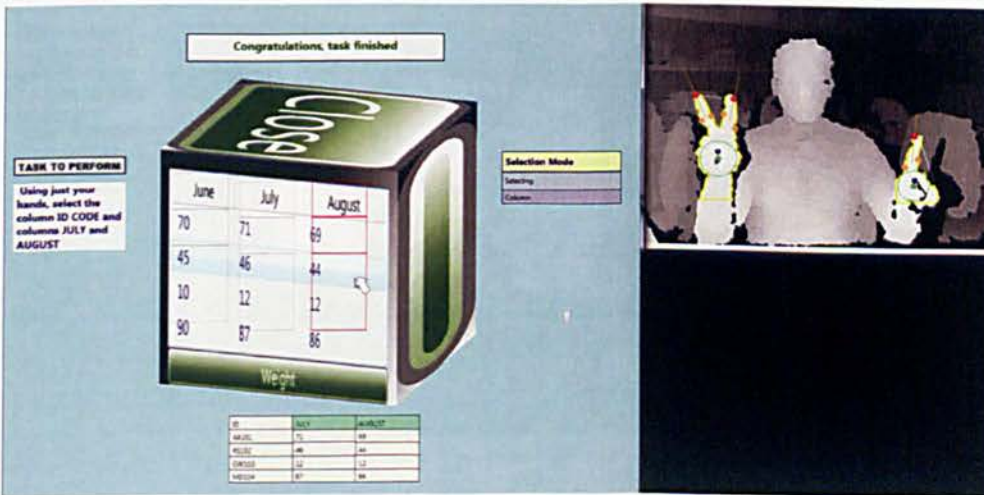 Congratulations, task finished
Close
TASK TO PERFORM
Using just your
hands, select the
column ID CODE and
columns JULY and
AUGUST
Selection Mode
Selecting
Column
June July August
70 71 69
45 46 44
10 12 12
90 87 86
Weight
ID JULY AUGUST
71 69
46 44
12 12
87 86